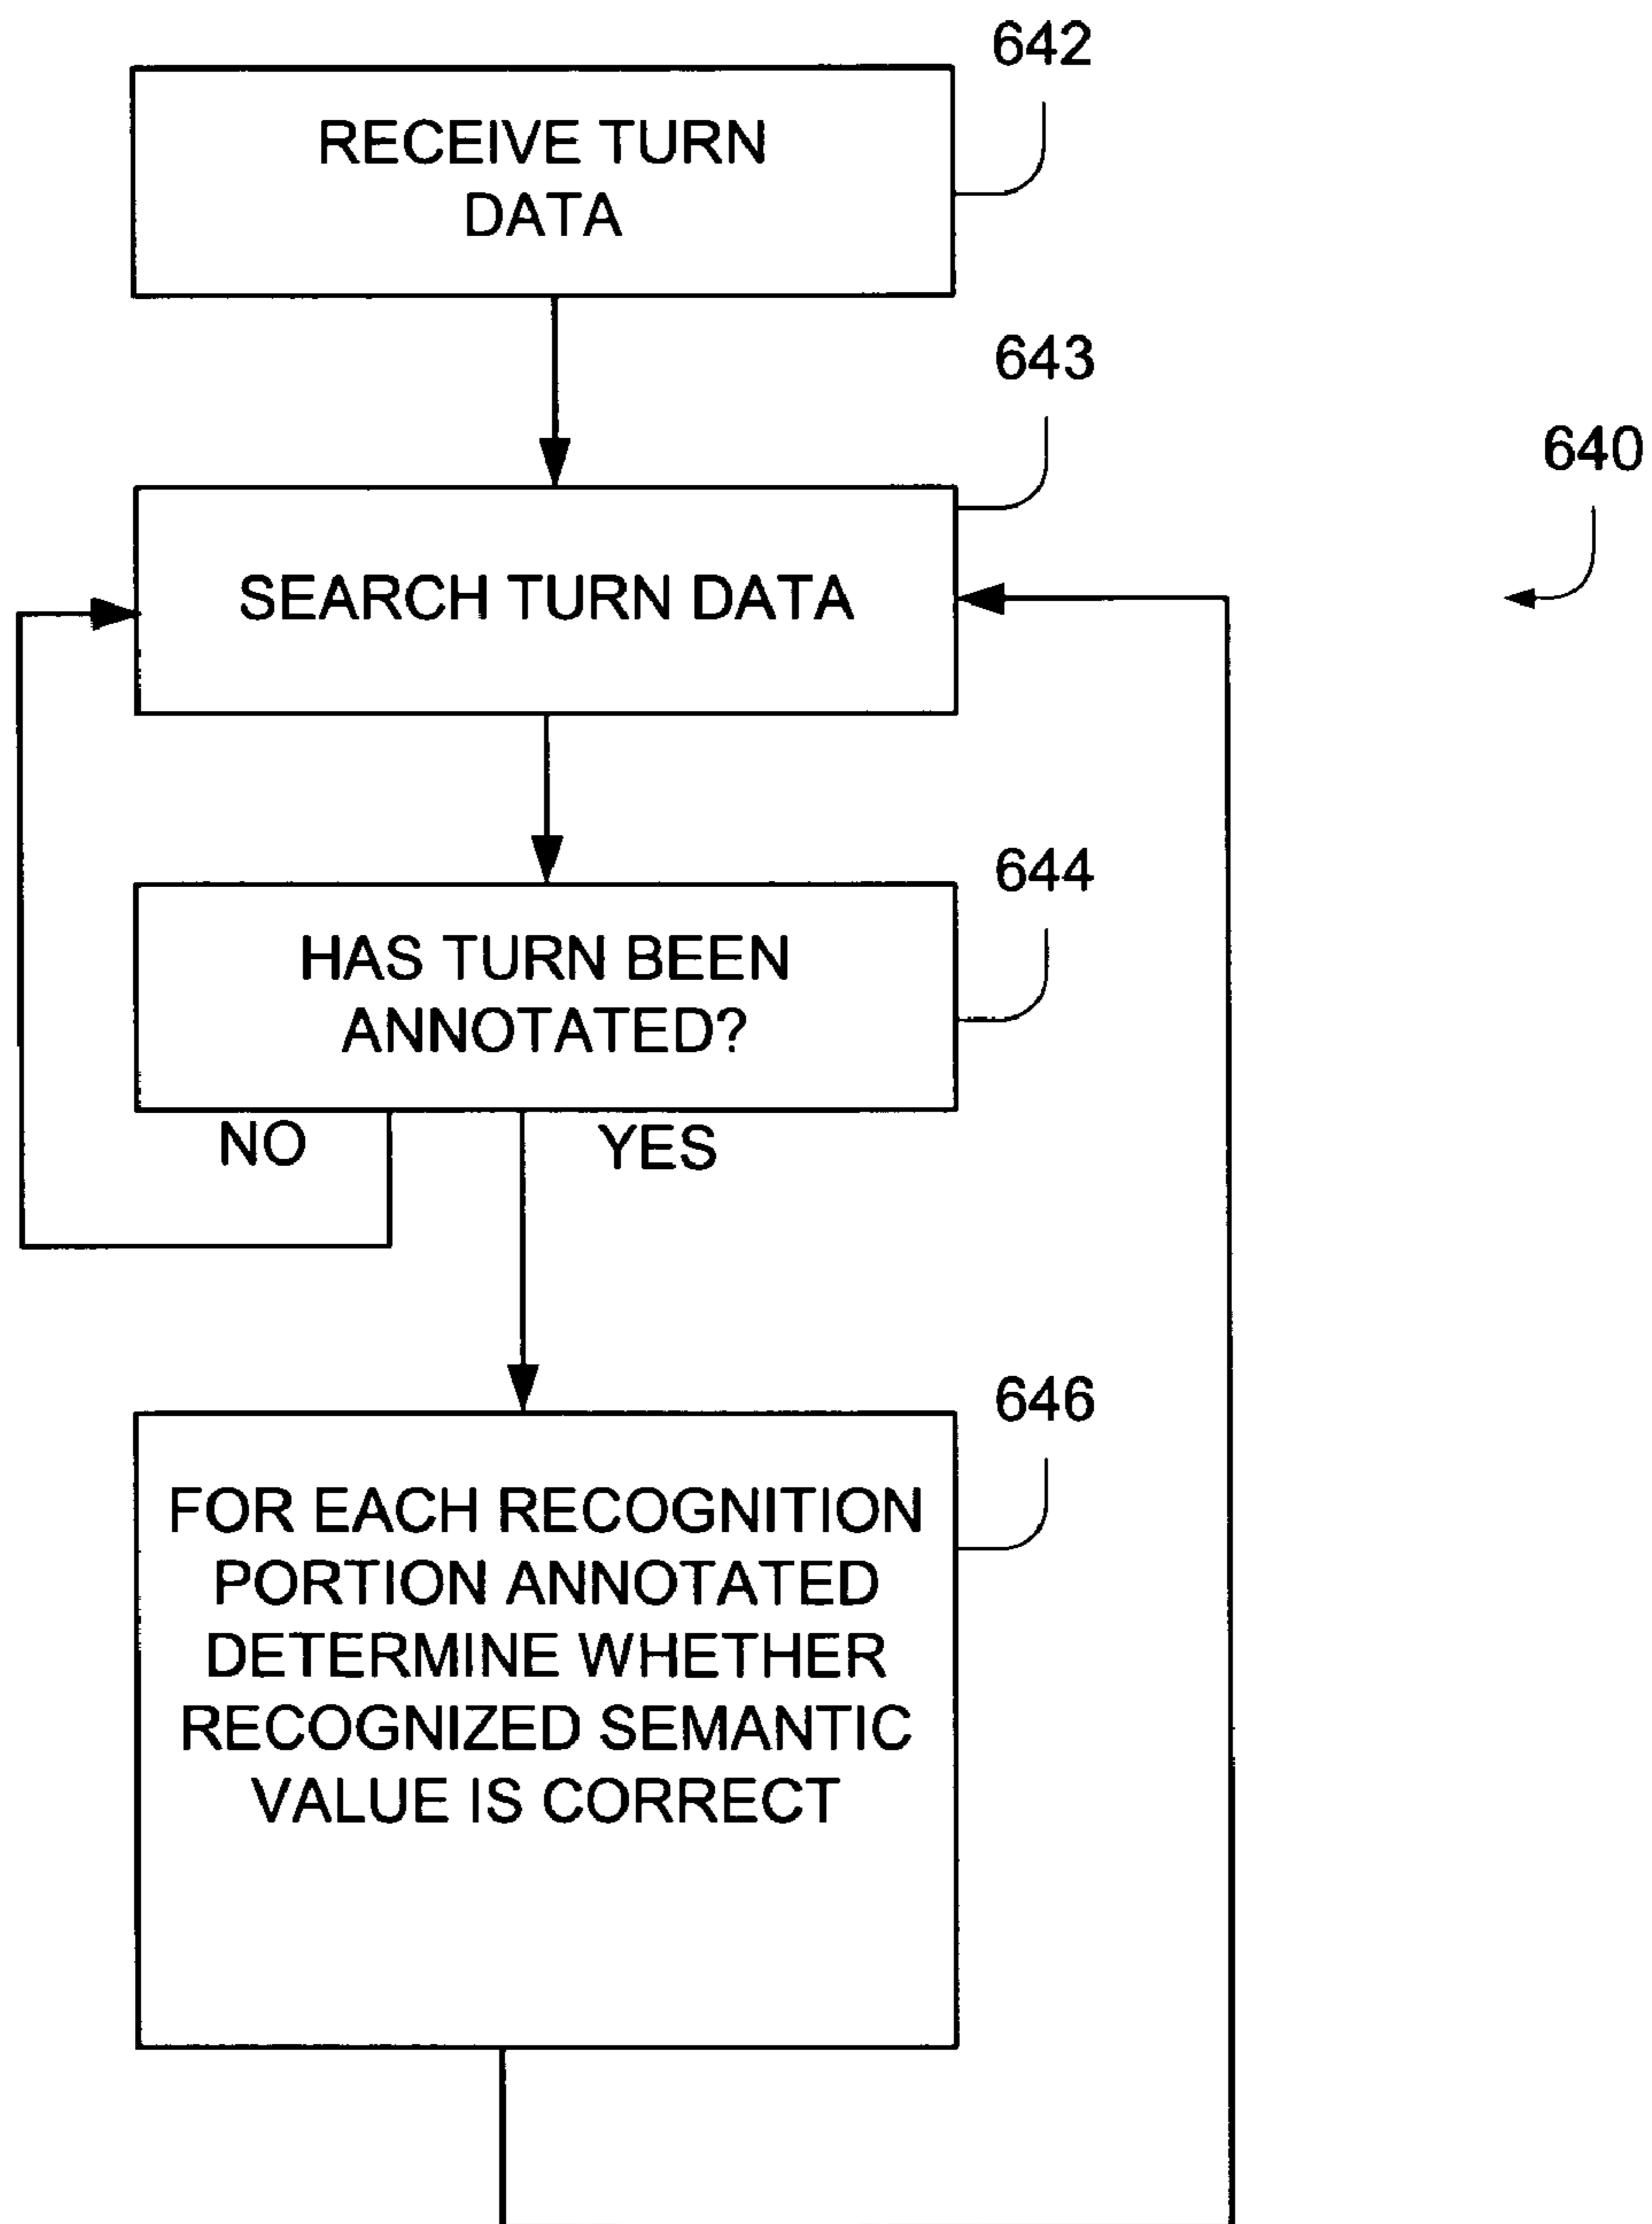 642
RECEIVE TURN
DATA
643
640
SEARCH TURN DATA
644
HAS TURN BEEN
ANNOTATED?
NO
YES
646
FOR EACH RECOGNITION
PORTION ANNOTATED
DETERMINE WHETHER
RECOGNIZED SEMANTIC
VALUE IS CORRECT